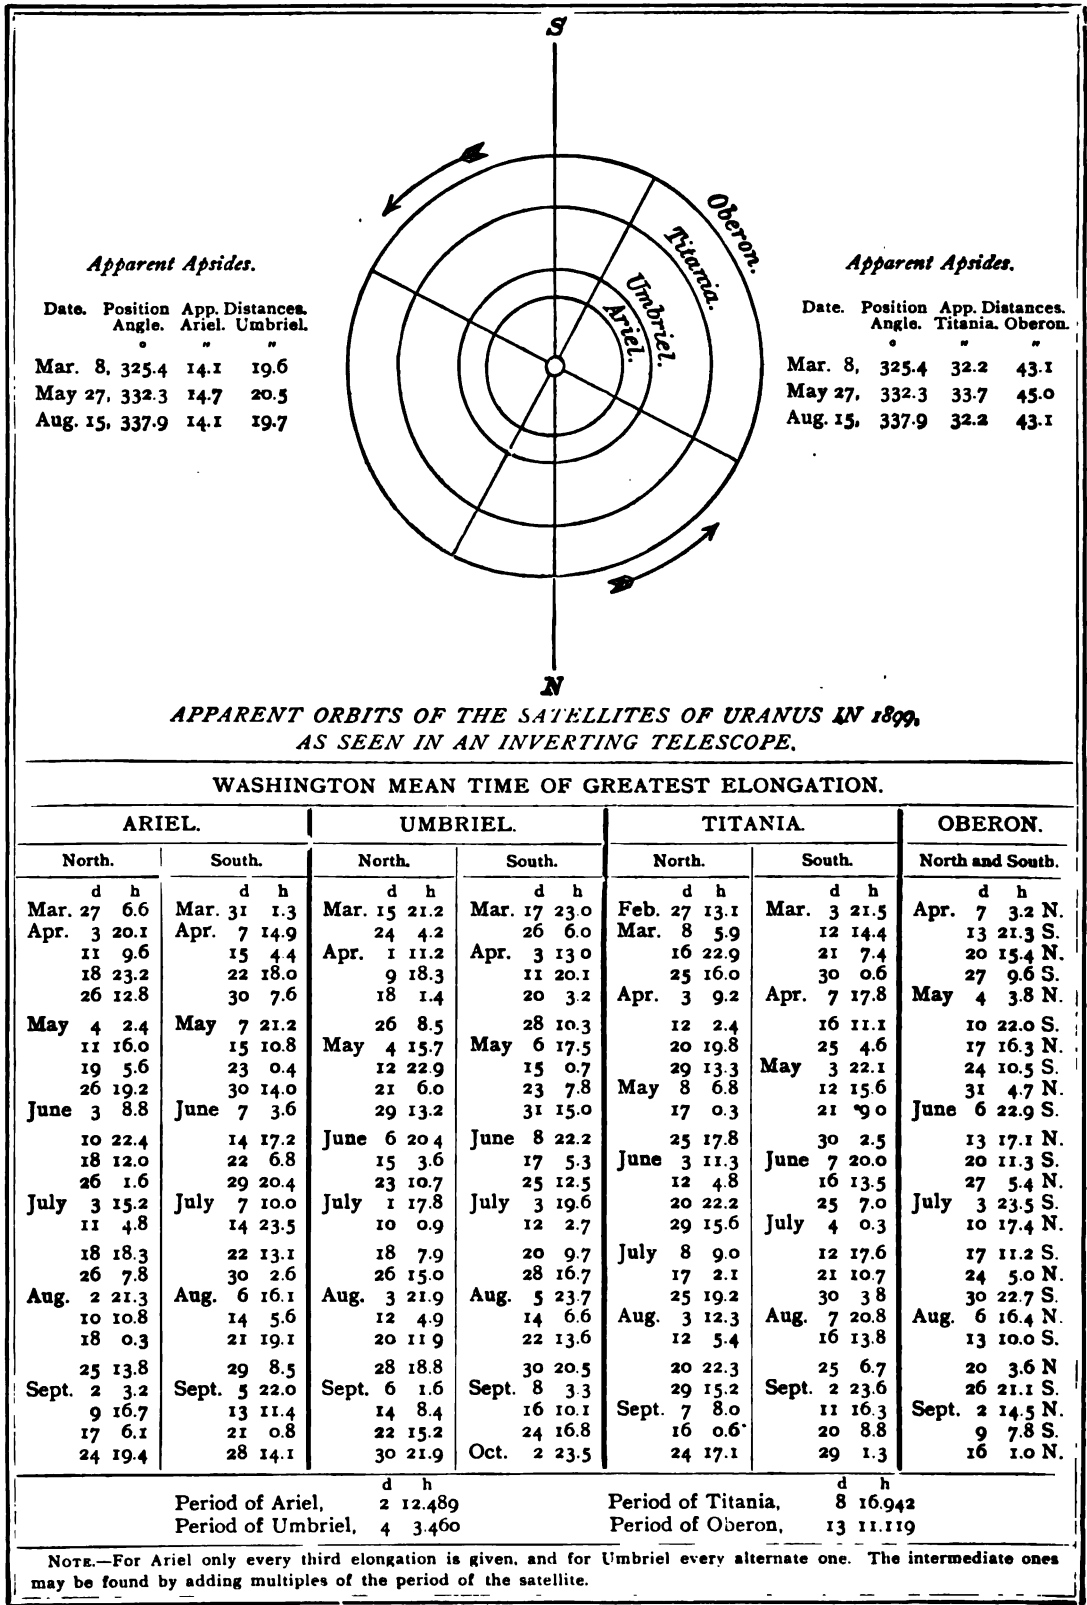 S
Oberon.
Titania.
Umbriel.
Ariel.
Apparent Apsides.
Date. Position App. Distances.
Angle. Ariel. Umbriel.
° " "
Mar. 8, 325.4 14.1 19.6
May 27, 332.3 14.7 20.5
Aug. 15, 337.9 14.1 19.7
Apparent Apsides.
Date. Position App. Distances.
Angle. Titania. Oberon.
° " "
Mar. 8, 325.4 32.2 43.1
May 27, 332.3 33.7 45.0
Aug. 15, 337.9 32.2 43.1
N
APPARENT ORBITS OF THE SATELLITES OF URANUS IN 1899,
AS SEEN IN AN INVERTING TELESCOPE.
WASHINGTON MEAN TIME OF GREATEST ELONGATION.
ARIEL. UMBRIEL. TITANIA. OBERON.
North. South. North. South. North. South. North and South.
d h d h d h d h d h d h d h
Mar. 27 6.6 Mar. 31 1.3 Mar. 15 21.2 Mar. 17 23.0 Feb. 27 13.1 Mar. 3 21.5 Apr. 7 3.2 N.
Apr. 3 20.1 Apr. 7 14.9 24 4.2 26 6.0 Mar. 8 5.9 12 14.4 13 21.3 S.
11 9.6 15 4.4 Apr. 1 11.2 Apr. 3 13 0 16 22.9 21 7.4 20 15.4 N.
18 23.2 22 18.0 9 18.3 11 20.1 25 16.0 30 0.6 27 9.6 S.
26 12.8 30 7.6 18 1.4 20 3.2 Apr. 3 9.2 Apr. 7 17.8 May 4 3.8 N.
May 4 2.4 May 7 21.2 26 8.5 28 10.3 12 2.4 16 11.1 10 22.0 S.
11 16.0 15 10.8 May 4 15.7 May 6 17.5 20 19.8 25 4.6 17 16.3 N.
19 5.6 23 0.4 12 22.9 15 0.7 29 13.3 May 3 22.1 24 10.5 S.
26 19.2 30 14.0 21 6.0 23 7.8 May 8 6.8 12 15.6 31 4.7 N.
June 3 8.8 June 7 3.6 29 13.2 31 15.0 17 0.3 21 9 0 June 6 22.9 S.
10 22.4 14 17.2 June 6 20 4 June 8 22.2 25 17.8 30 2.5 13 17.1 N.
18 12.0 22 6.8 15 3.6 17 5.3 June 3 11.3 June 7 20.0 20 11.3 S.
26 1.6 29 20.4 23 10.7 25 12.5 12 4.8 16 13.5 27 5.4 N.
July 3 15.2 July 7 10.0 July 1 17.8 July 3 19.6 20 22.2 25 7.0 July 3 23.5 S.
11 4.8 14 23.5 10 0.9 12 2.7 29 15.6 July 4 0.3 10 17.4 N.
18 18.3 22 13.1 18 7.9 20 9.7 July 8 9.0 12 17.6 17 11.2 S.
26 7.8 30 2.6 26 15.0 28 16.7 17 2.1 21 10.7 24 5.0 N.
Aug. 2 21.3 Aug. 6 16.1 Aug. 3 21.9 Aug. 5 23.7 25 19.2 30 3 8 30 22.7 S.
10 10.8 14 5.6 12 4.9 14 6.6 Aug. 3 12.3 Aug. 7 20.8 Aug. 6 16.4 N.
18 0.3 21 19.1 20 11 9 22 13.6 12 5.4 16 13.8 13 10.0 S.
25 13.8 29 8.5 28 18.8 30 20.5 20 22.3 25 6.7 20 3.6 N
Sept. 2 3.2 Sept. 5 22.0 Sept. 6 1.6 Sept. 8 3.3 29 15.2 Sept. 2 23.6 26 21.1 S.
9 16.7 13 11.4 14 8.4 16 10.1 Sept. 7 8.0 11 16.3 Sept. 2 14.5 N.
17 6.1 21 0.8 22 15.2 24 16.8 16 0.6 20 8.8 9 7.8 S.
24 19.4 28 14.1 30 21.9 Oct. 2 23.5 24 17.1 29 1.3 16 1.0 N.
d h d h
Period of Ariel, 2 12.489 Period of Titania, 8 16.942
Period of Umbriel, 4 3.460 Period of Oberon, 13 11.119
NOTE.—For Ariel only every third elongation is given, and for Umbriel every alternate one. The intermediate ones
may be found by adding multiples of the period of the satellite.